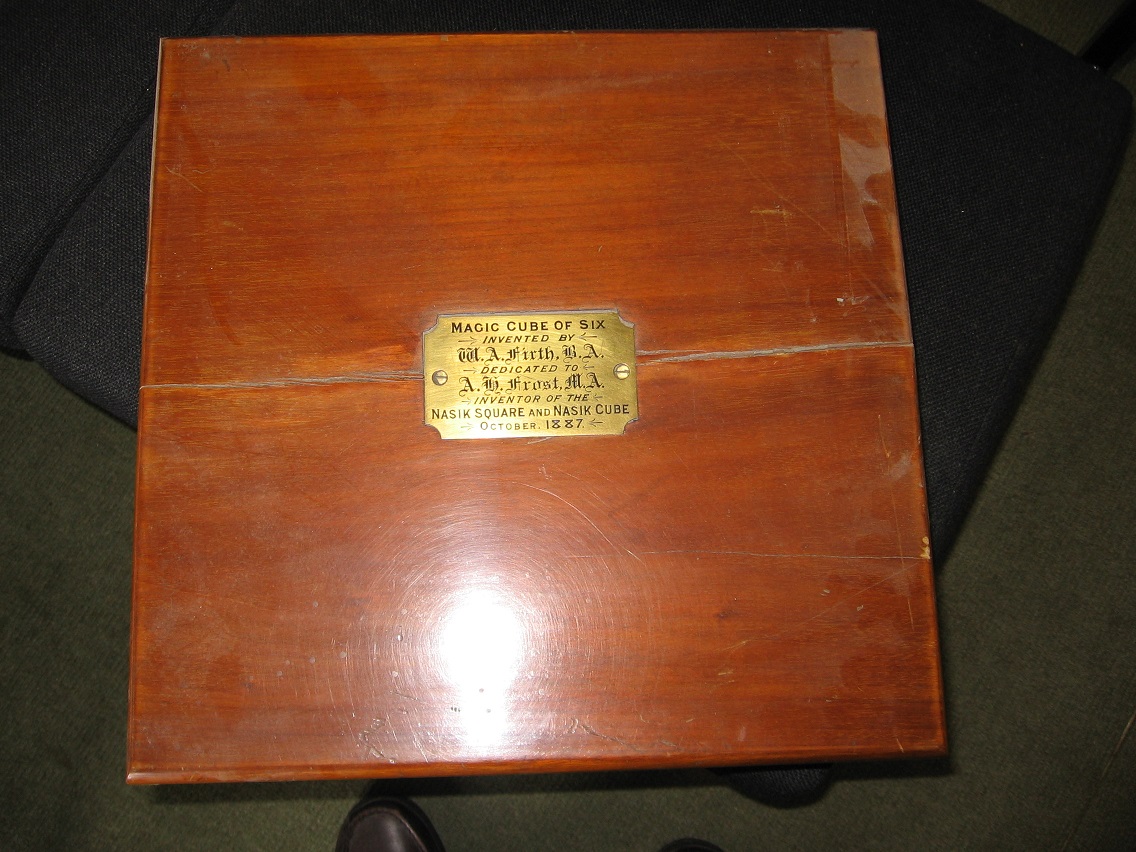 MAGIC CUBE OF SIX
INVENTED BY
W. A. Firth, B. A.
DEDICATED TO
A. H. Frost, M. A.
INVENTOR OF THE
NASIK SQUARE AND NASIK CUBE
OCTOBER. 1887.